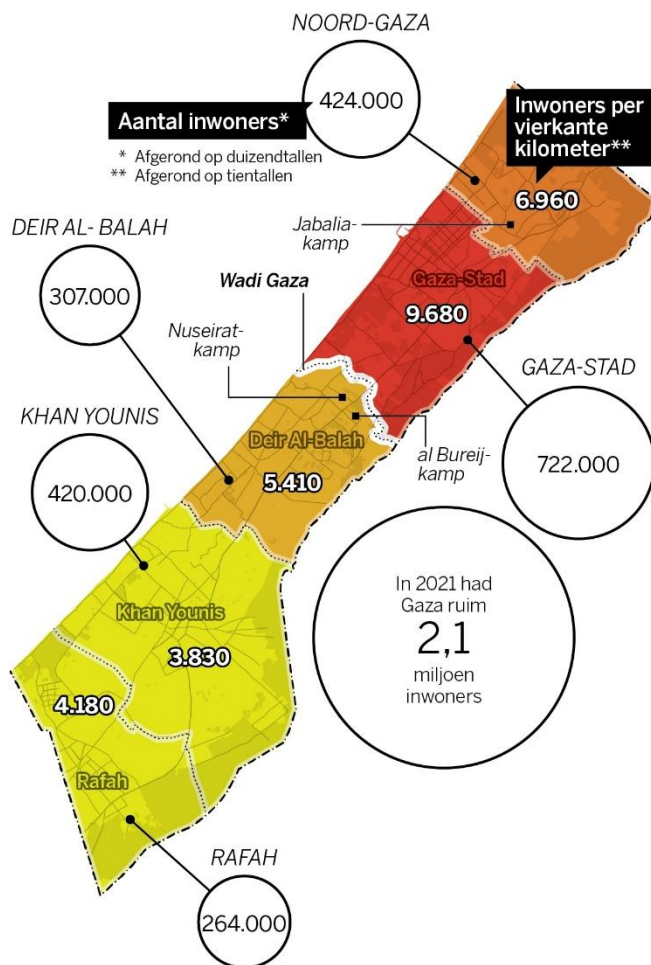 NOORD-GAZA
424.000
Aantal inwoners*
* Afgerond op duizendtallen
** Afgerond op tientallen
Inwoners per
vierkante
kilometer**
6.960
Jabalia-
kamp
DEIR AL- BALAH
307.000
Wadi Gaza
Gaza-Stad
9.680
Nuseirat-
kamp
GAZA-STAD
722.000
KHAN YOUNIS
420.000
Deir Al-Balah
5.410
al Bureij-
kamp
In 2021 had
Gaza ruim
2,1
miljoen
inwoners
Khan Younis
3.830
4.180
Rafah
RAFAH
264.000